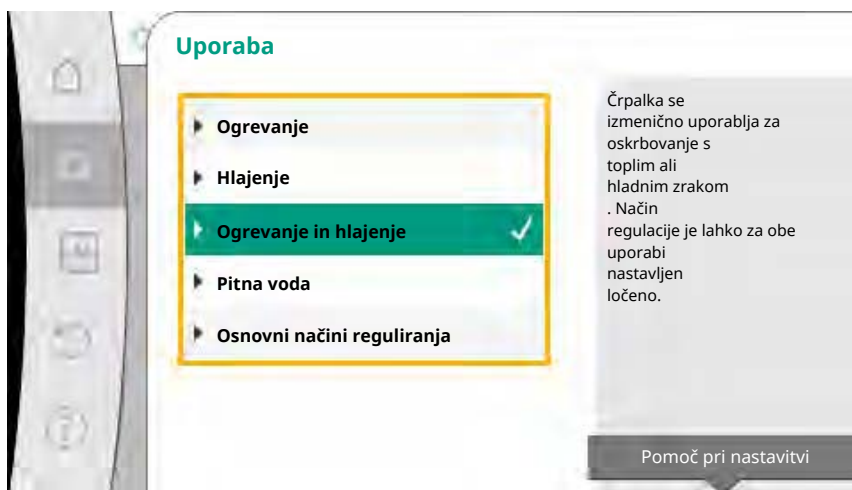 Uporaba
Ogrevanje
Hlajenje
Ogrevanje in hlajenje
Pitna voda
Osnovni načini reguliranja
Črpalka se
izmenično uporablja za
oskrbovanje s
toplim ali
hladnim zrakom
. Način
regulacije je lahko za obe
uporabi
nastavljen
ločeno.
Pomoč pri nastavitvi